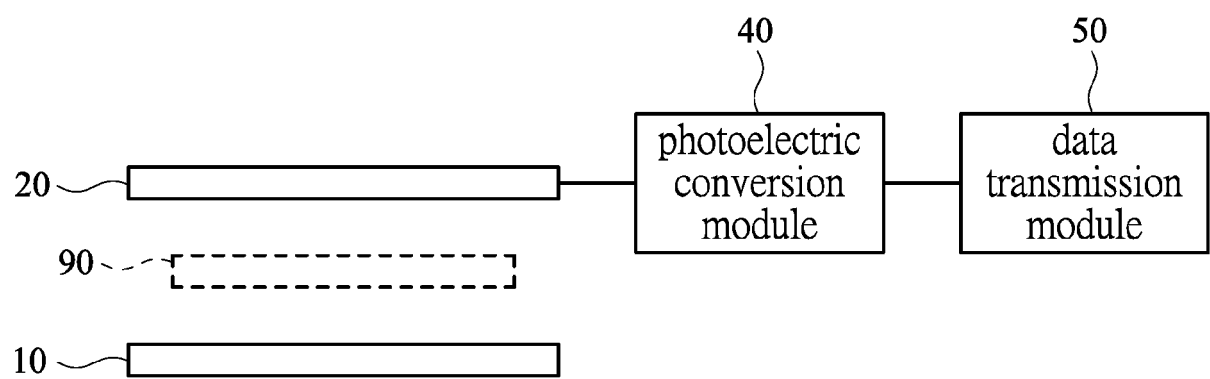 40
50
photoelectric
conversion
module
data
transmission
module
20
90
10